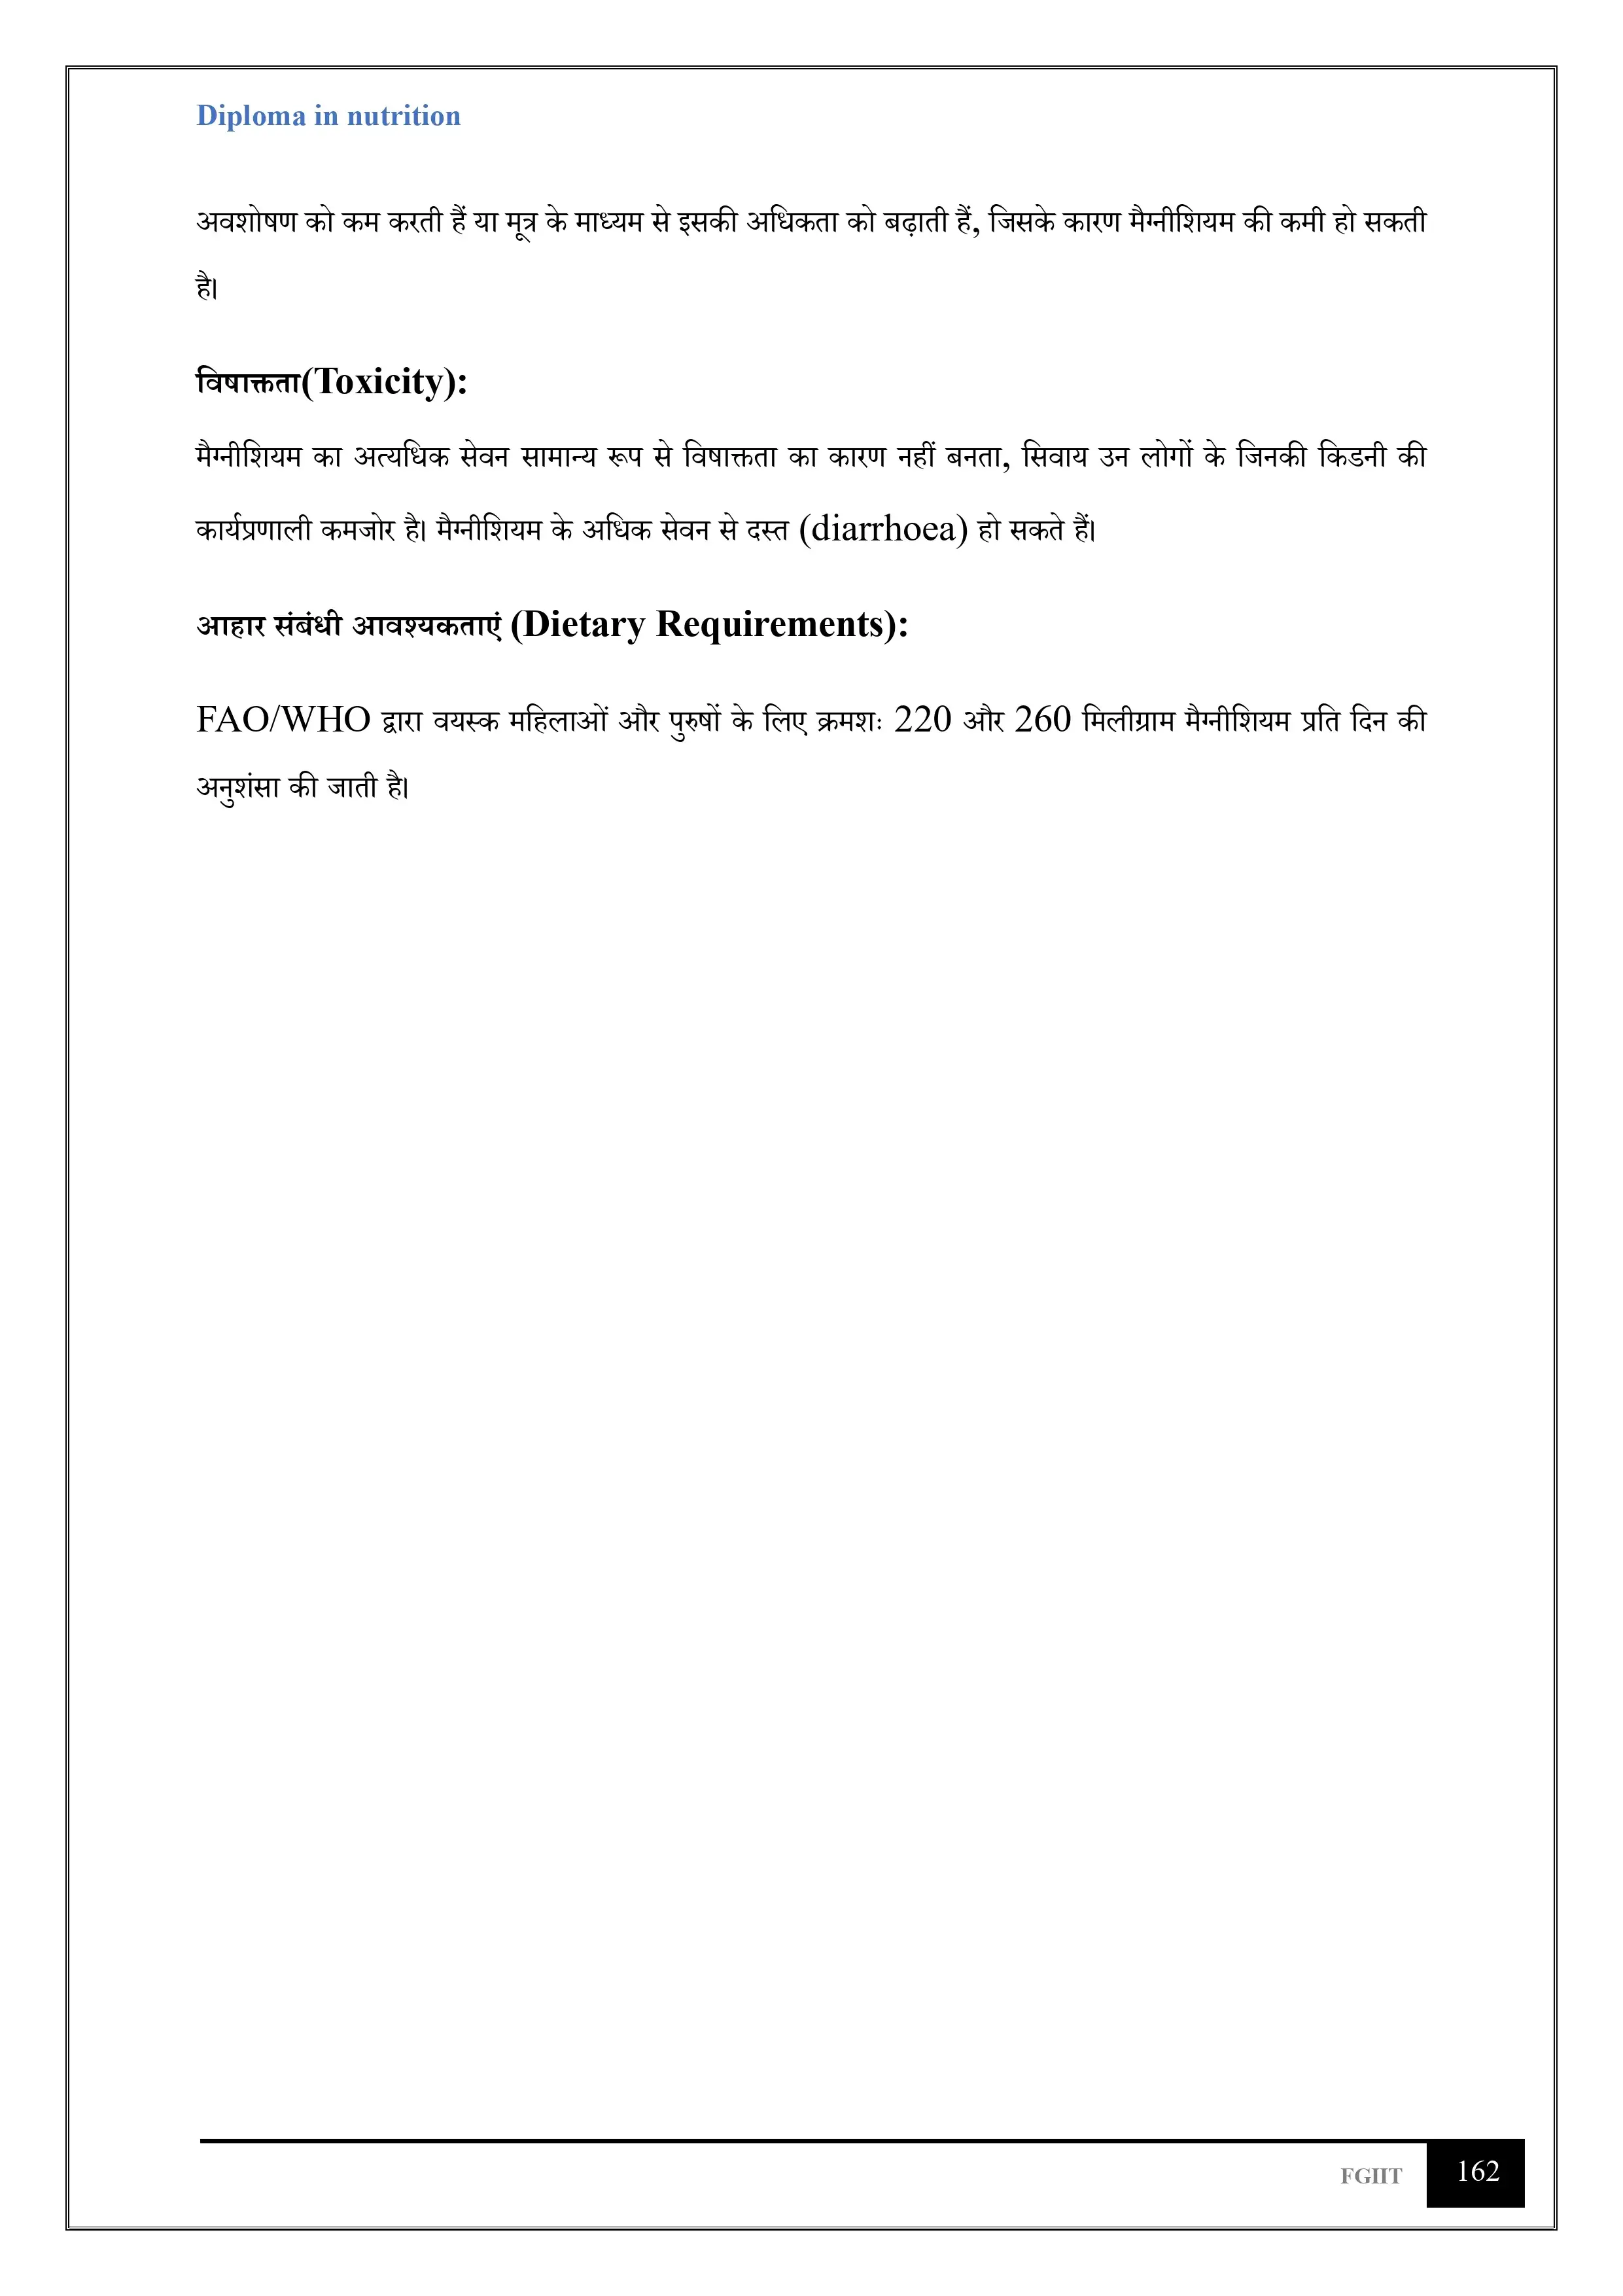 Diploma in nutrition
अवशोषण को कम करती हैं या मूत्र के माध्यम से इसकी अधिकता को बढ़ाती हैं, जिसके कारण मैग्नीशियम की कमी हो सकती
है।
विषाक्तता(Toxicity):
मैग्नीशियम का अत्यधिक सेवन सामान्य रूप से विषाक्तता का कारण नहीं बनता, सिवाय उन लोगों के जिनकी किडनी की
कार्यप्रणाली कमजोर है। मैग्नीशियम के अधिक सेवन से दस्त (diarrhoea) हो सकते हैं।
आहार संबंधी आवश्यकताएं (Dietary Requirements):
FAO/WHO द्वारा वयस्क महिलाओं और पुरुषों के लिए क्रमशः 220 और 260 मिलीग्राम मैग्नीशियम प्रति दिन की
अनुशंसा की जाती है।
FGIIT 162